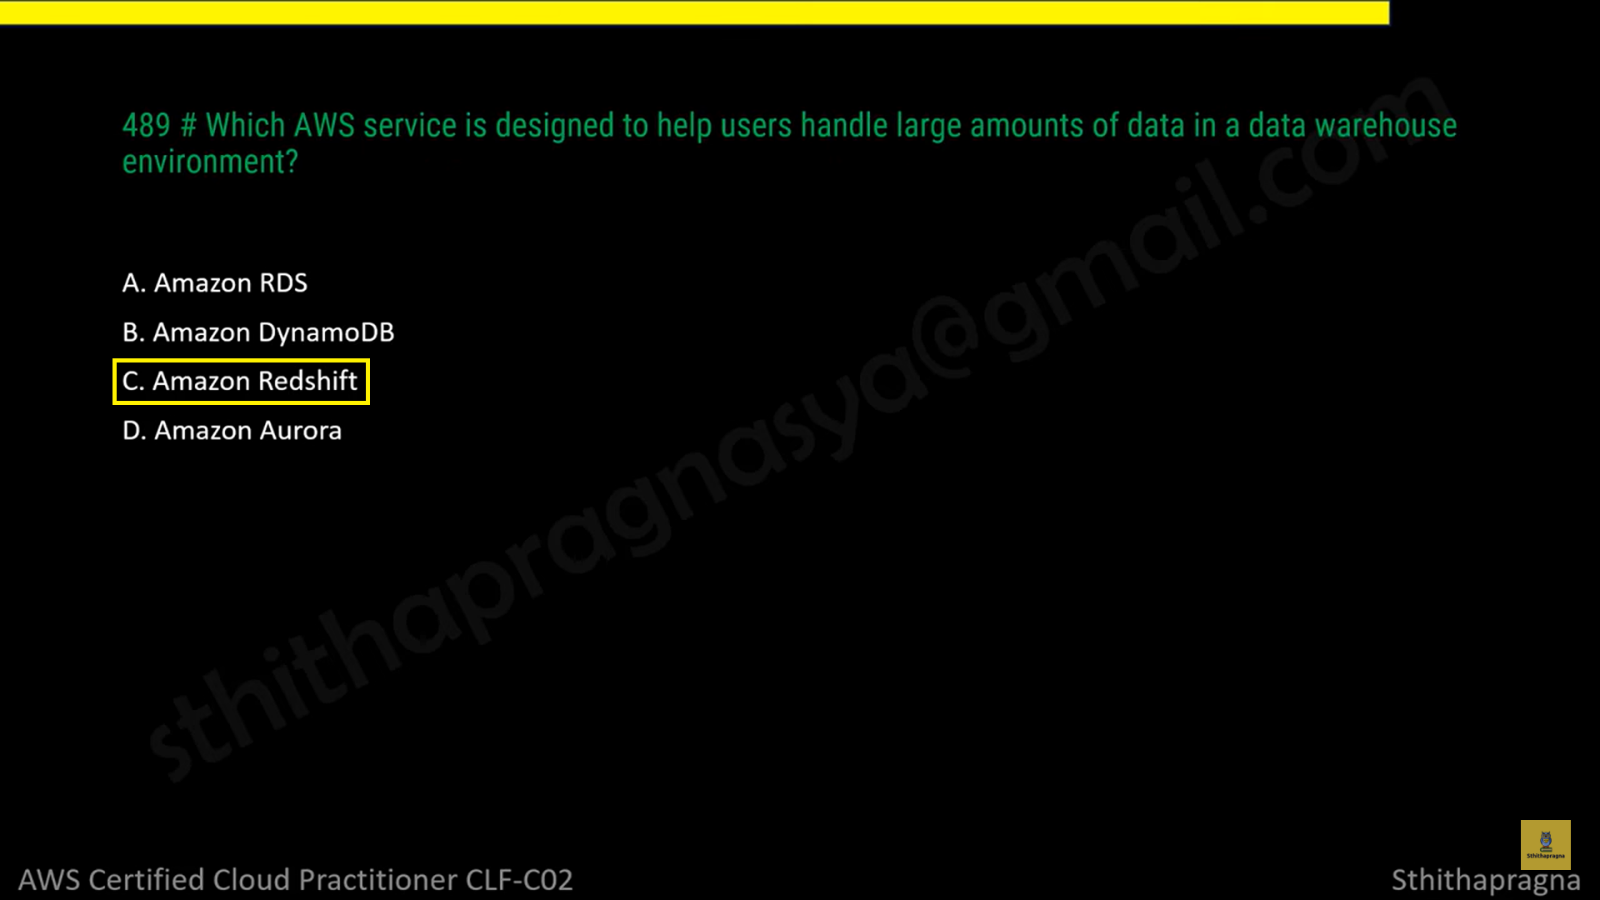 489 # Which AWS service is designed to help users handle large amounts of data in a data warehouse
environment?
A. Amazon RDS
B. Amazon DynamoDB
C. Amazon Redshift
D. Amazon Aurora
sthithapragnasya@gmail.com
Sthithapragna
AWS Certified Cloud Practitioner CLF-C02
Sthithapragna